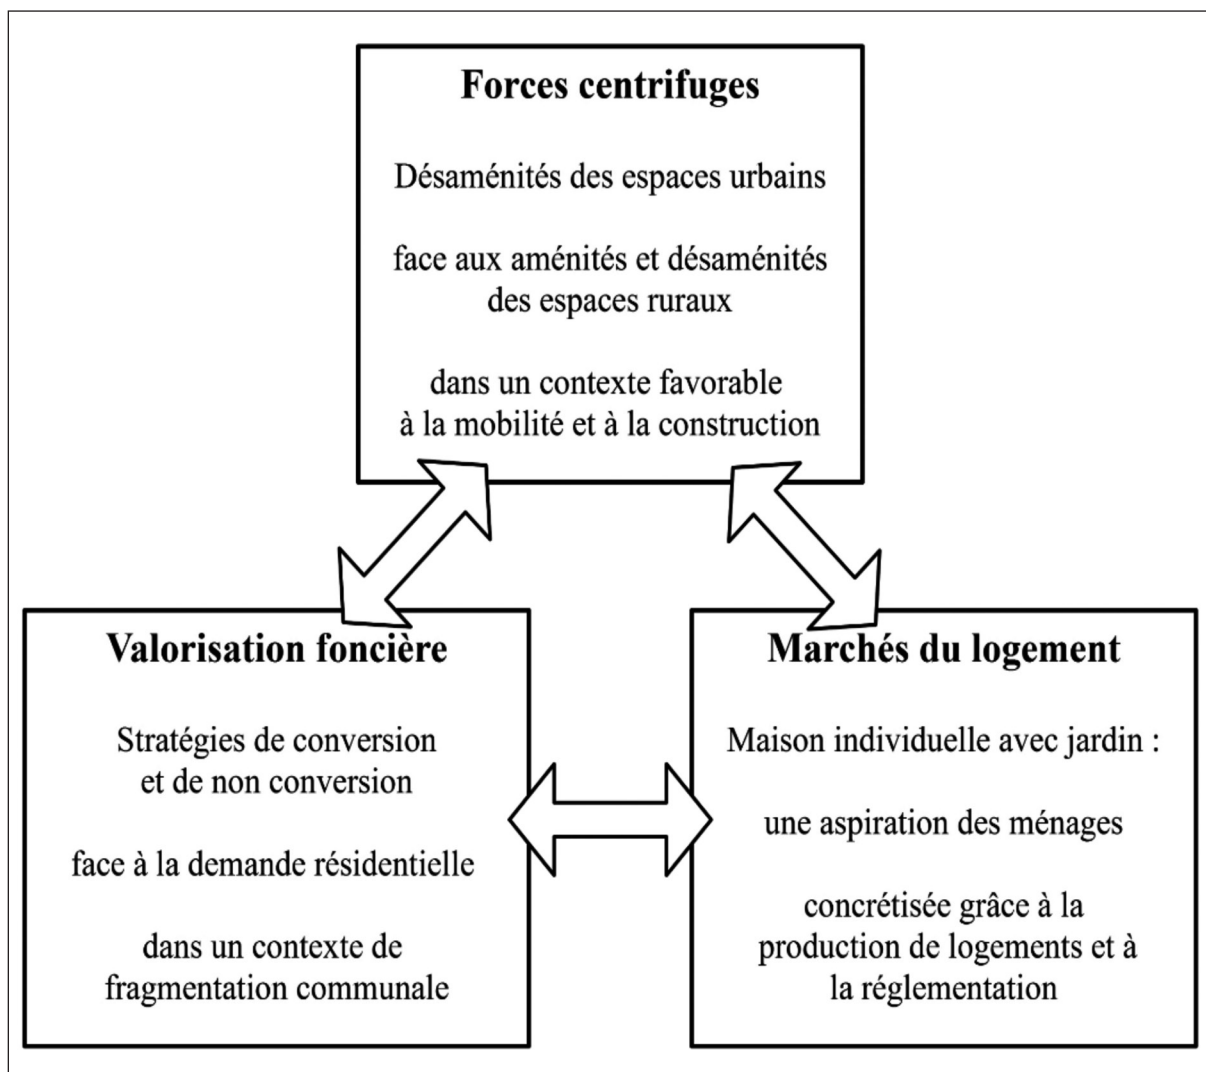 Forces centrifuges
Désaménités des espaces urbains
face aux aménités et désaménités
des espaces ruraux
dans un contexte favorable
à la mobilité et à la construction
Valorisation foncière
Stratégies de conversion
et de non conversion
face à la demande résidentielle
dans un contexte de
fragmentation communale
Marchés du logement
Maison individuelle avec jardin :
une aspiration des ménages
concrétisée grâce à la
production de logements et à
la réglementation